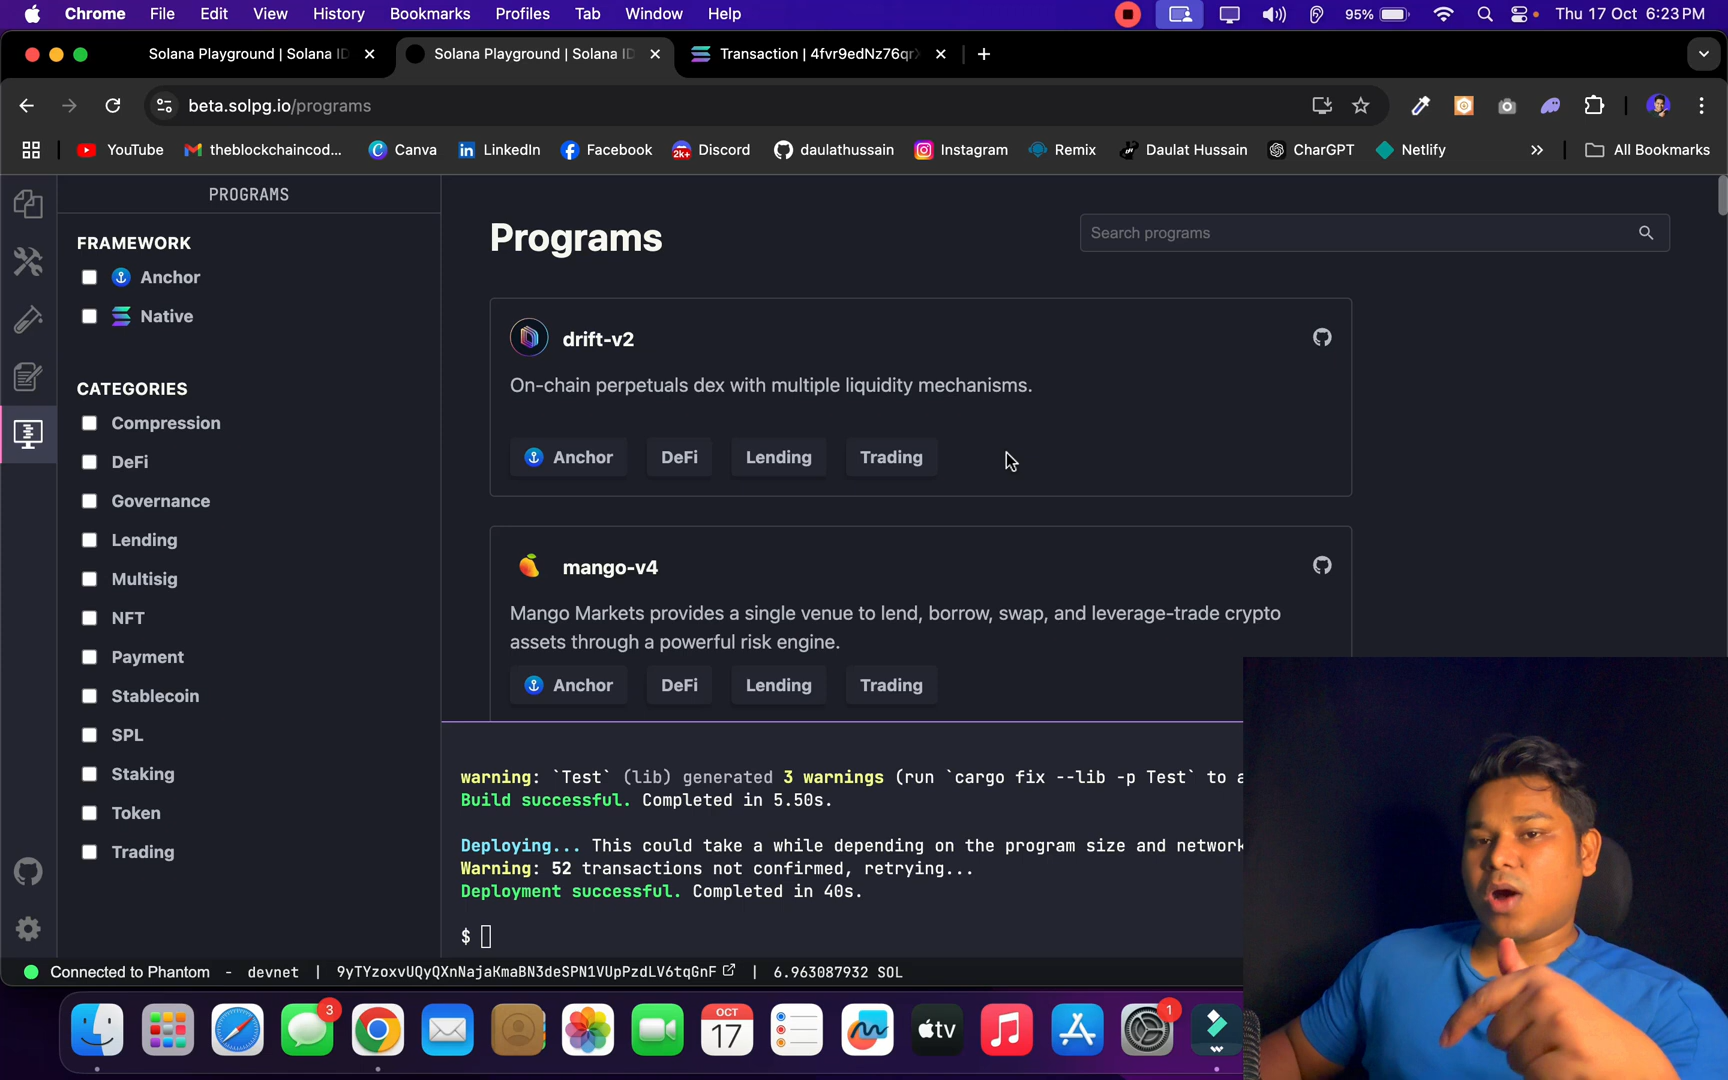 Chrome File Edit View History Bookmarks Profiles Tab Window Help 95% Thu 17 Oct 6:23 PM
Solana Playground | Solana ID Solana Playground | Solana ID Transaction | 4fvr9edNz76qr
beta.solpg.io/programs
YouTube theblockchaincod... Canva LinkedIn Facebook 2k+ Discord daulathussain Instagram Remix Daulat Hussain CharGPT Netlify » All Bookmarks
PROGRAMS
FRAMEWORK
Anchor
Native
CATEGORIES
Compression
DeFi
Governance
Lending
Multisig
NFT
Payment
Stablecoin
SPL
Staking
Token
Trading
Programs
Search programs
drift-v2
On-chain perpetuals dex with multiple liquidity mechanisms.
Anchor DeFi Lending Trading
mango-v4
Mango Markets provides a single venue to lend, borrow, swap, and leverage-trade crypto
assets through a powerful risk engine.
Anchor DeFi Lending Trading
warning: `Test` (lib) generated 3 warnings (run `cargo fix --lib -p Test` to a
Build successful. Completed in 5.50s.
Deploying... This could take a while depending on the program size and network
Warning: 52 transactions not confirmed, retrying...
Deployment successful. Completed in 40s.
$
Connected to Phantom - devnet | 9yTYzoxvUQyQXnNajaKmaBN3deSPN1VUpPzdLV6tqGnF | 6.963087932 SOL
3 OCT 17 tv 1